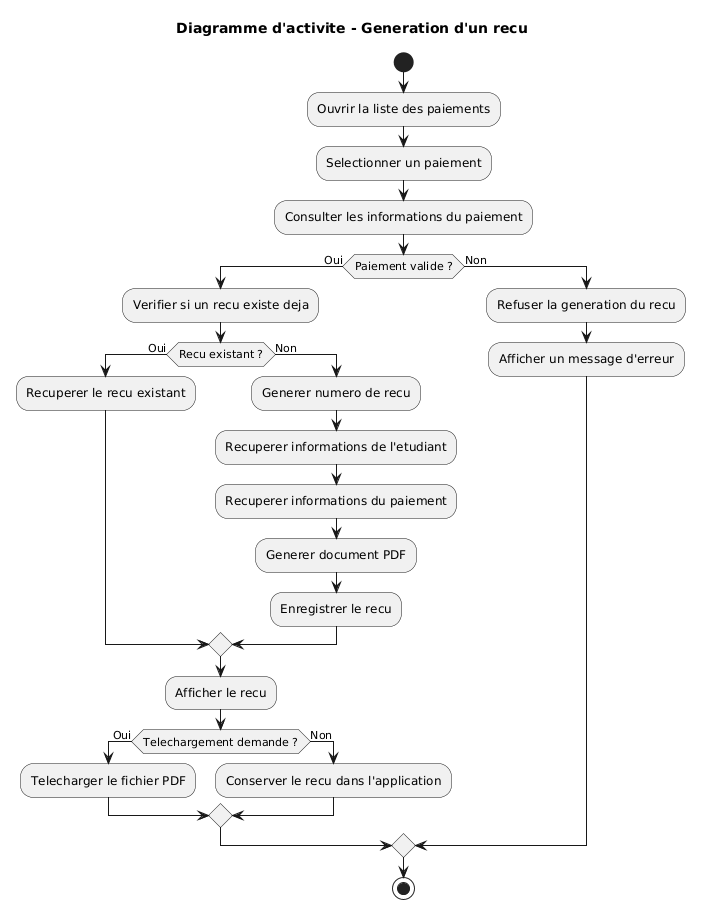 Diagramme d'activite - Generation d'un recu
Ouvrir la liste des paiements
Selectionner un paiement
Consulter les informations du paiement
Oui
Paiement valide ?
Non
Verifier si un recu existe deja
Refuser la generation du recu
Oui
Recu existant ?
Non
Afficher un message d'erreur
Recuperer le recu existant
Generer numero de recu
Recuperer informations de l'etudiant
Recuperer informations du paiement
Generer document PDF
Enregistrer le recu
Afficher le recu
Oui
Telechargement demande ?
Non
Telecharger le fichier PDF
Conserver le recu dans l'application